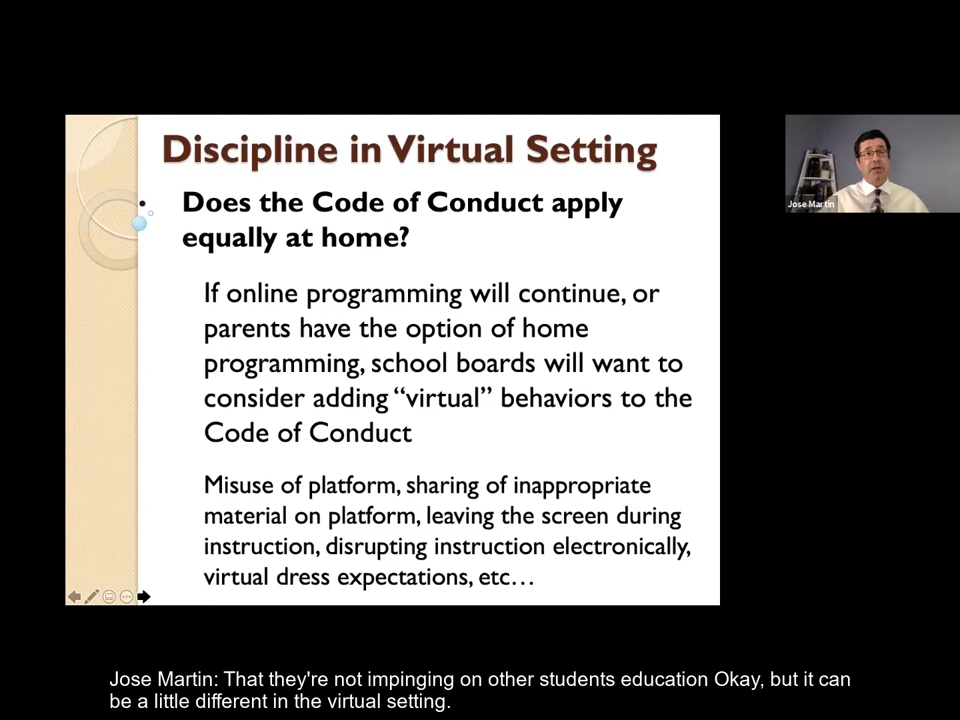 Discipline in Virtual Setting
• Does the Code of Conduct apply
equally at home?
If online programming will continue, or
parents have the option of home
programming, school boards will want to
consider adding “virtual” behaviors to the
Code of Conduct
Misuse of platform, sharing of inappropriate
material on platform, leaving the screen during
instruction, disrupting instruction electronically,
virtual dress expectations, etc…
Jose Martin
Jose Martin: That they're not impinging on other students education Okay, but it can
be a little different in the virtual setting.